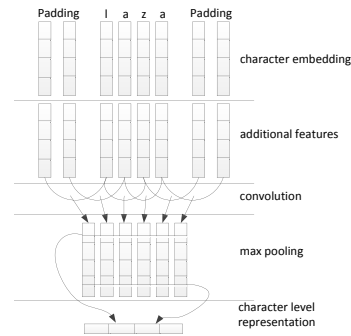 Padding l a z a Padding
character embedding
additional features
convolution
max pooling
character level
representation